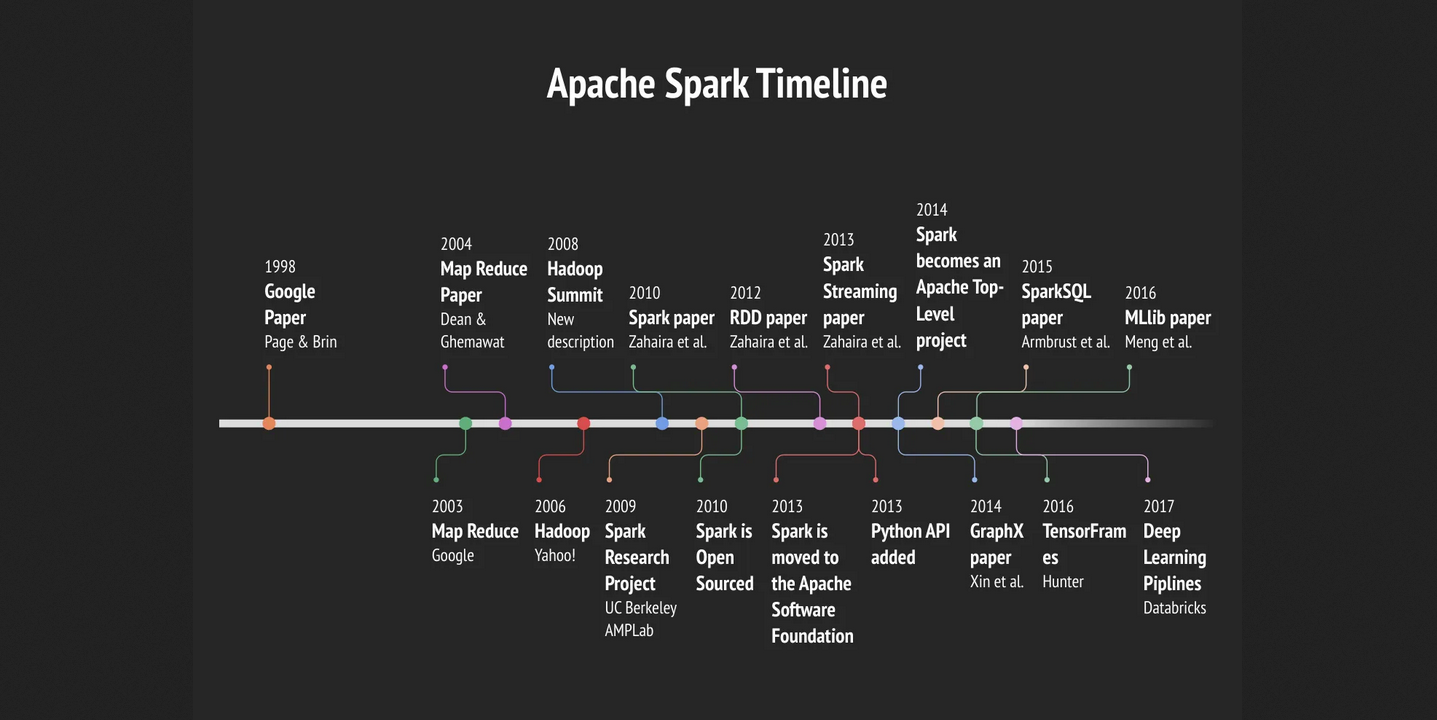 Apache Spark Timeline
1998
Google
Paper
Page & Brin
2004
Map Reduce
Paper
Dean &
Ghemawat
2008
Hadoop
Summit
New
description
2010
Spark paper
Zahaira et al.
2012
RDD paper
Zahaira et al.
2013
Spark
Streaming
paper
Zahaira et al.
2014
Spark
becomes an
Apache Top-
Level
project
2015
SparkSQL
paper
Armbrust et al.
2016
MLlib paper
Meng et al.
2003
Map Reduce
Google
2006
Hadoop
Yahoo!
2009
Spark
Research
Project
UC Berkeley
AMPLab
2010
Spark is
Open
Sourced
2013
Spark is
moved to
the Apache
Software
Foundation
2013
Python API
added
2014
GraphX
paper
Xin et al.
2016
TensorFram
es
Hunter
2017
Deep
Learning
Piplines
Databricks